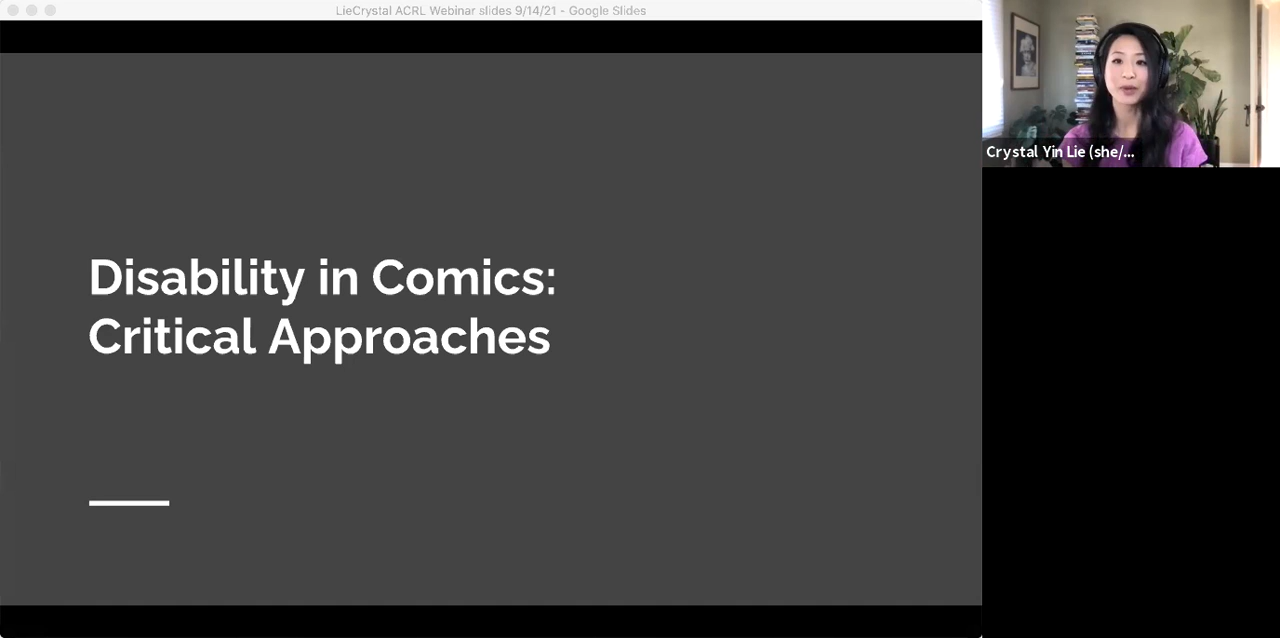 LieCrystal ACRL Webinar slides 9/14/21 - Google Slides
Disability in Comics:
Critical Approaches
Crystal Yin Lie (she/...